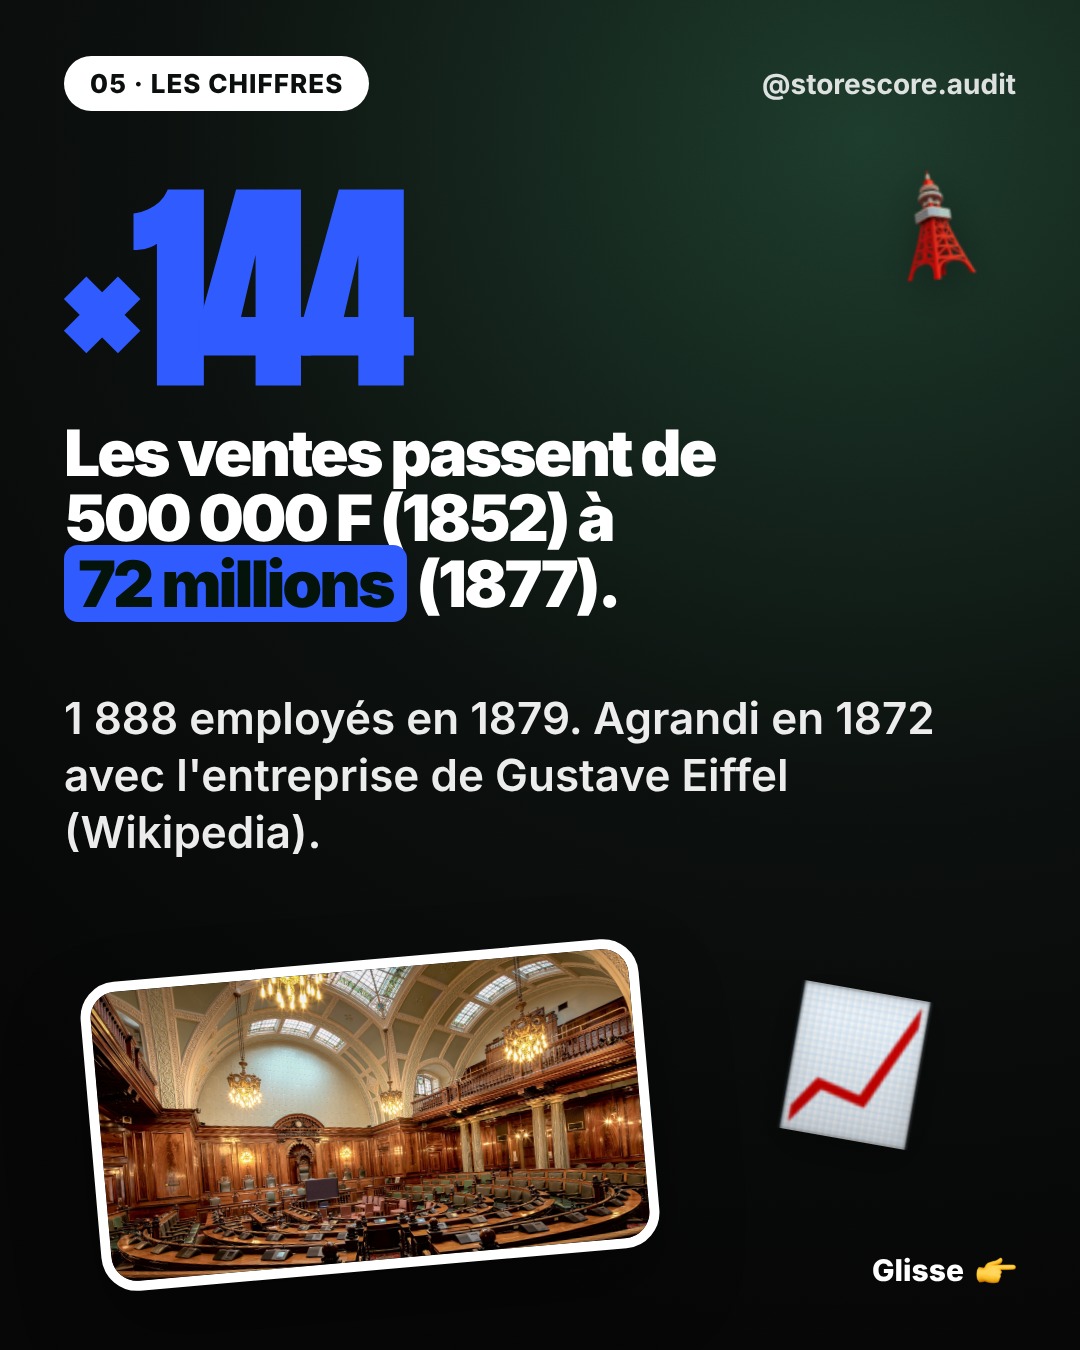 05 · LES CHIFFRES
@storescore.audit
×144
Les ventes passent de
500 000 F (1852) à
72 millions (1877).
1 888 employés en 1879. Agrandi en 1872
avec l'entreprise de Gustave Eiffel
(Wikipedia).
Glisse 👉